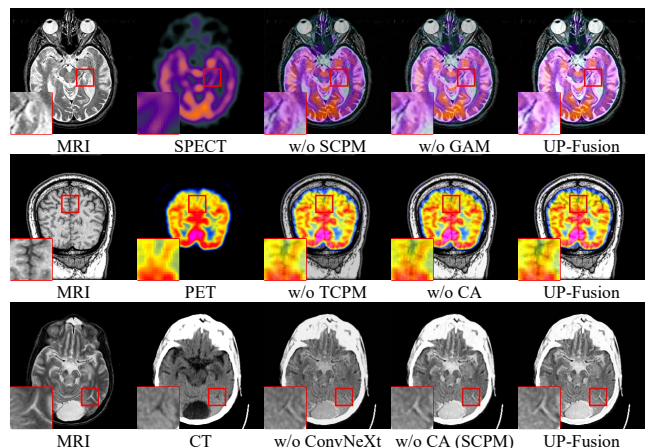 MRI SPECT w/o SCPM w/o GAM UP-Fusion
MRI PET w/o TCPM w/o CA UP-Fusion
MRI CT w/o ConvNeXt w/o CA (SCPM) UP-Fusion